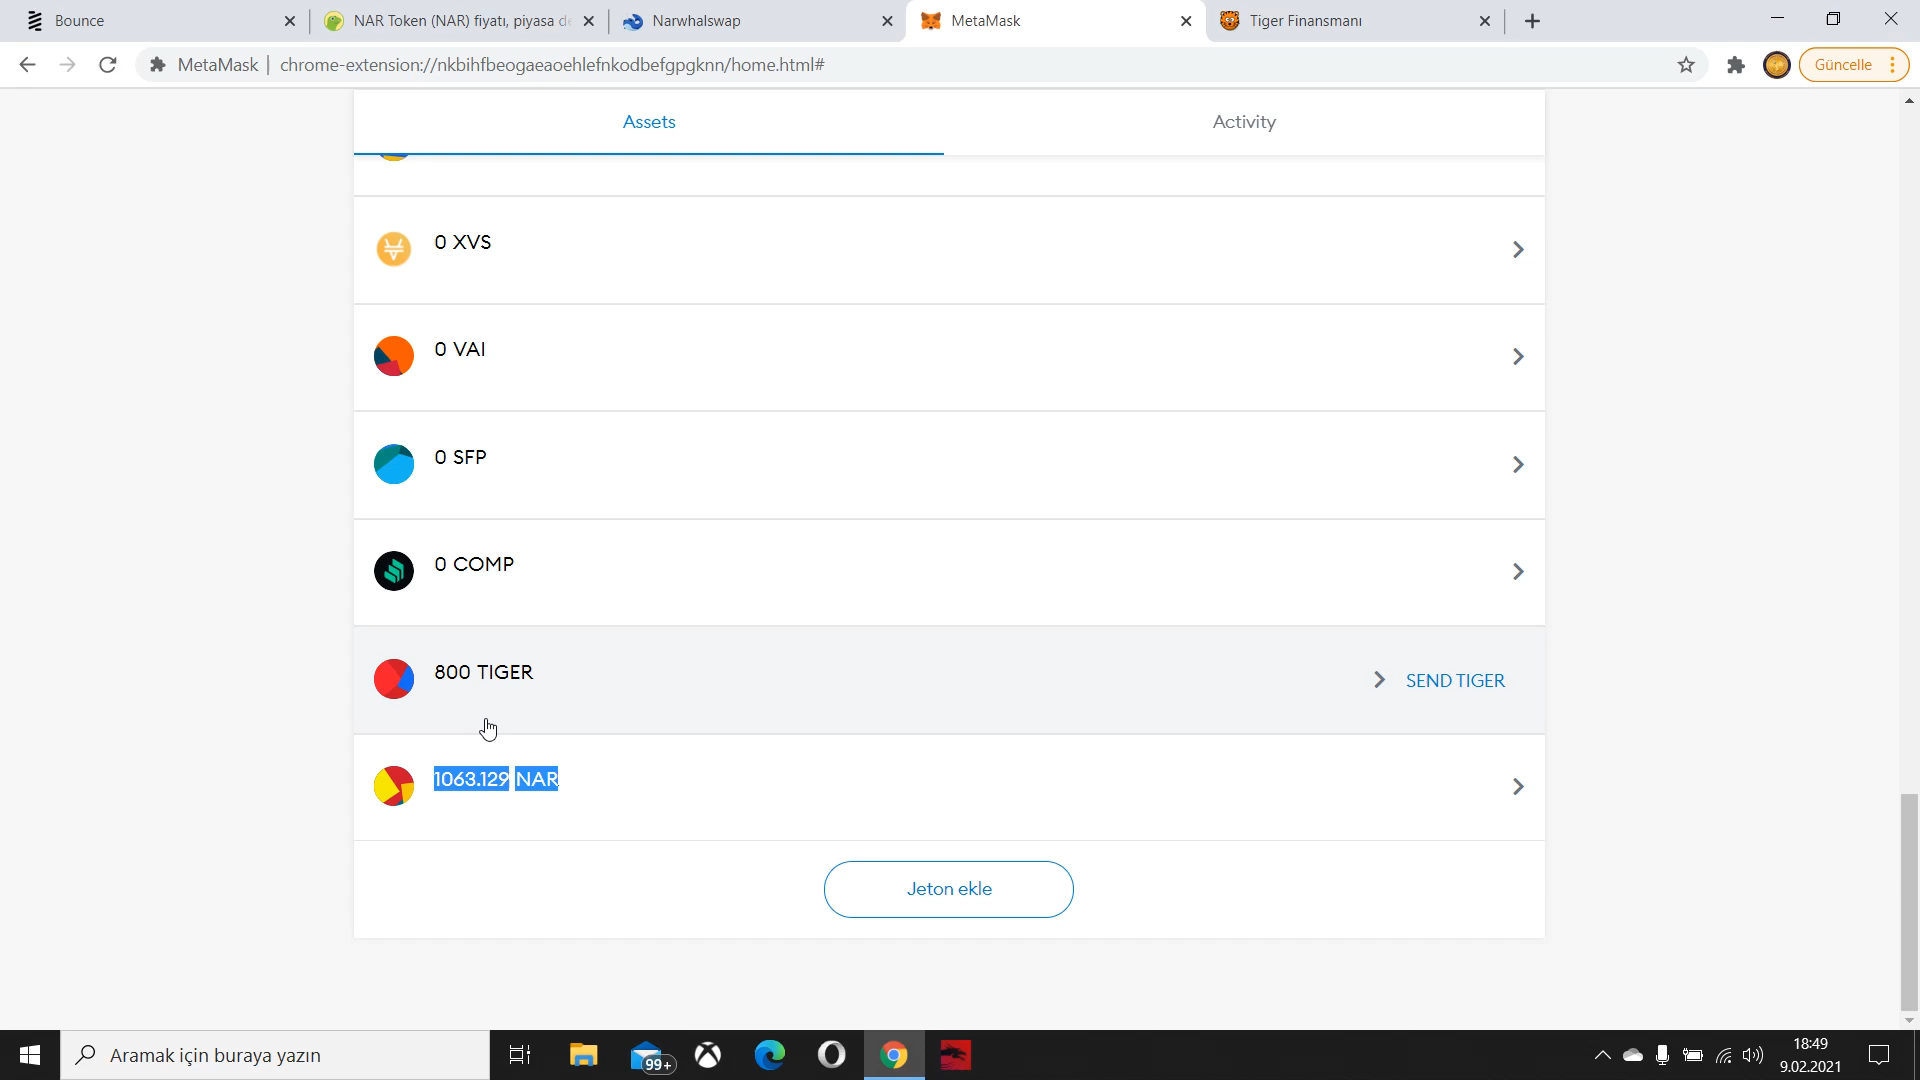 Bounce
NAR Token (NAR) fiyatı, piyasa de
Narwhalswap
MetaMask
Tiger Finansmanı
MetaMask
chrome-extension://nkbihfbeogaeaoehlefnkodbefgpgknn/home.html#
Güncelle
Assets
Activity
0 XVS
0 VAI
0 SFP
0 COMP
800 TIGER
SEND TIGER
1063.129 NAR
Jeton ekle
Aramak için buraya yazın
99+
18:49
9.02.2021